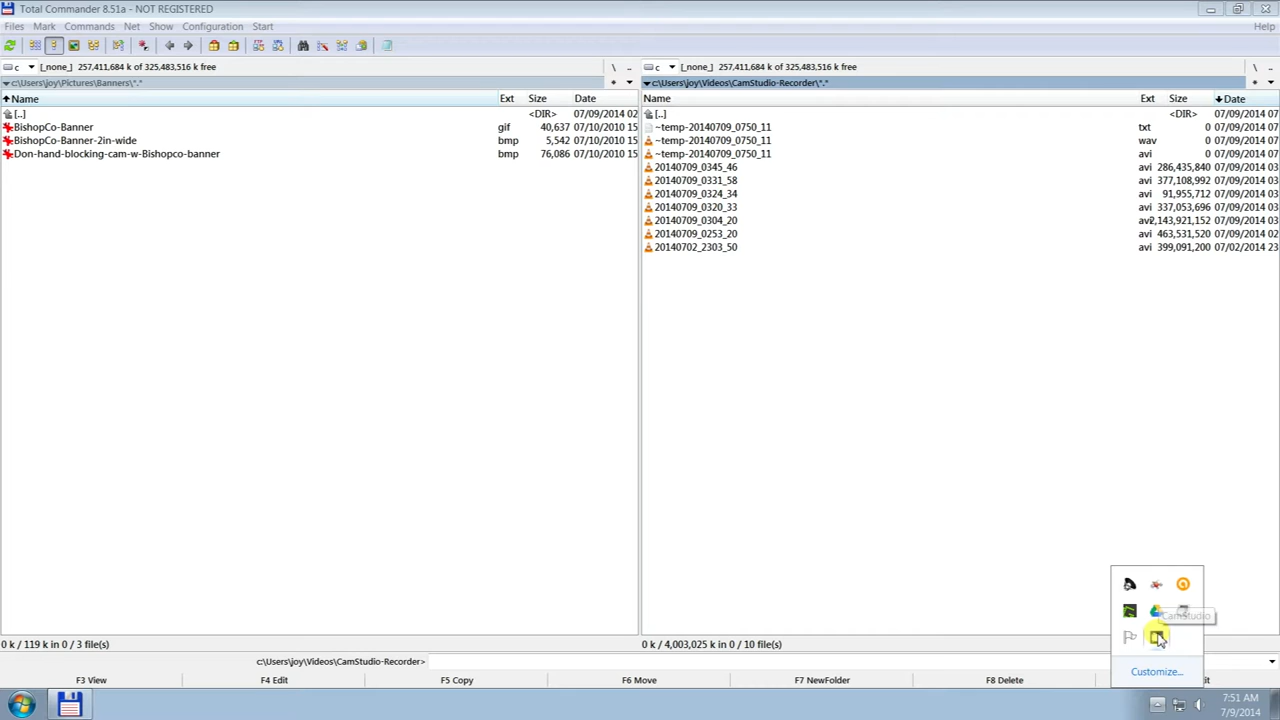 Total Commander 8.51a - NOT REGISTERED
Files Mark Commands Net Show Configuration Start Help
c [_none_] 257,411,684 k of 325,483,516 k free \ ..
c:\Users\joy\Pictures\Banners\*.*
Name Ext Size Date
[..] <DIR> 07/09/2014 02
BishopCo-Banner gif 40,637 07/10/2010 15
BishopCo-Banner-2in-wide bmp 5,542 07/10/2010 15
Don-hand-blocking-cam-w-Bishopco-banner bmp 76,086 07/10/2010 15
0 k / 119 k in 0 / 3 file(s)
c [_none_] 257,411,684 k of 325,483,516 k free \ ..
c:\Users\joy\Videos\CamStudio-Recorder\*.*
Name Ext Size Date
[..] <DIR> 07/09/2014 07
~temp-20140709_0750_11 txt 0 07/09/2014 07
~temp-20140709_0750_11 wav 0 07/09/2014 07
~temp-20140709_0750_11 avi 0 07/09/2014 07
20140709_0345_46 avi 286,435,840 07/09/2014 03
20140709_0331_58 avi 377,108,992 07/09/2014 03
20140709_0324_34 avi 91,955,712 07/09/2014 03
20140709_0320_33 avi 337,053,696 07/09/2014 03
20140709_0304_20 avi 2,143,921,152 07/09/2014 03
20140709_0253_20 avi 463,531,520 07/09/2014 02
20140702_2303_50 avi 399,091,200 07/02/2014 23
0 k / 4,003,025 k in 0 / 10 file(s)
CamStudio
Customize...
c:\Users\joy\Videos\CamStudio-Recorder>
F3 View F4 Edit F5 Copy F6 Move F7 NewFolder F8 Delete
7:51 AM
7/9/2014